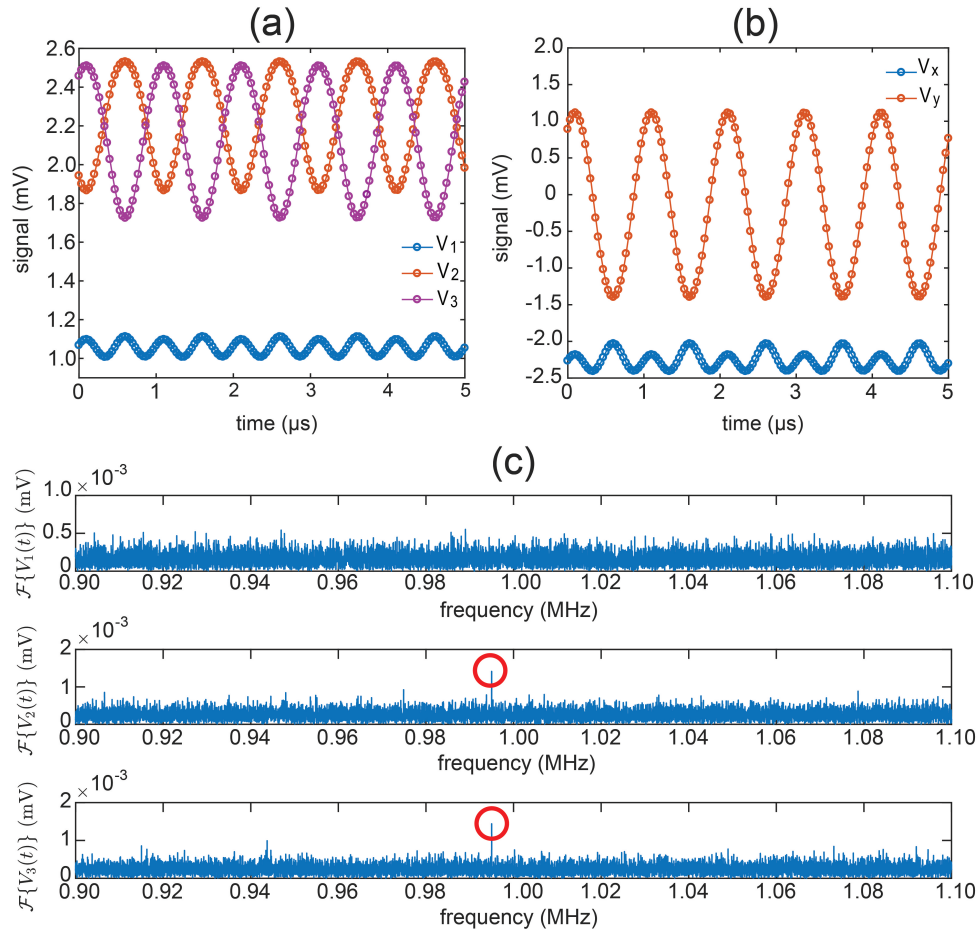 (a)
2.6
2.4
2.2
2.0
1.8
1.6
1.4
1.2
1.0
signal (mV)
V1
V2
V3
0 1 2 3 4 5
time (µs)
(b)
2.0
1.5
1.0
0.5
0
-0.5
-1.0
-1.5
-2.0
-2.5
signal (mV)
Vx
Vy
0 1 2 3 4 5
time (µs)
(c)
1.0 × 10⁻³
0.5
0
ℱ{V₁(t)} (mV)
0.90 0.92 0.94 0.96 0.98 1.00 1.02 1.04 1.06 1.08 1.10
frequency (MHz)
2 × 10⁻³
1
0
ℱ{V₂(t)} (mV)
0.90 0.92 0.94 0.96 0.98 1.00 1.02 1.04 1.06 1.08 1.10
frequency (MHz)
2 × 10⁻³
1
0
ℱ{V₃(t)} (mV)
0.90 0.92 0.94 0.96 0.98 1.00 1.02 1.04 1.06 1.08 1.10
frequency (MHz)